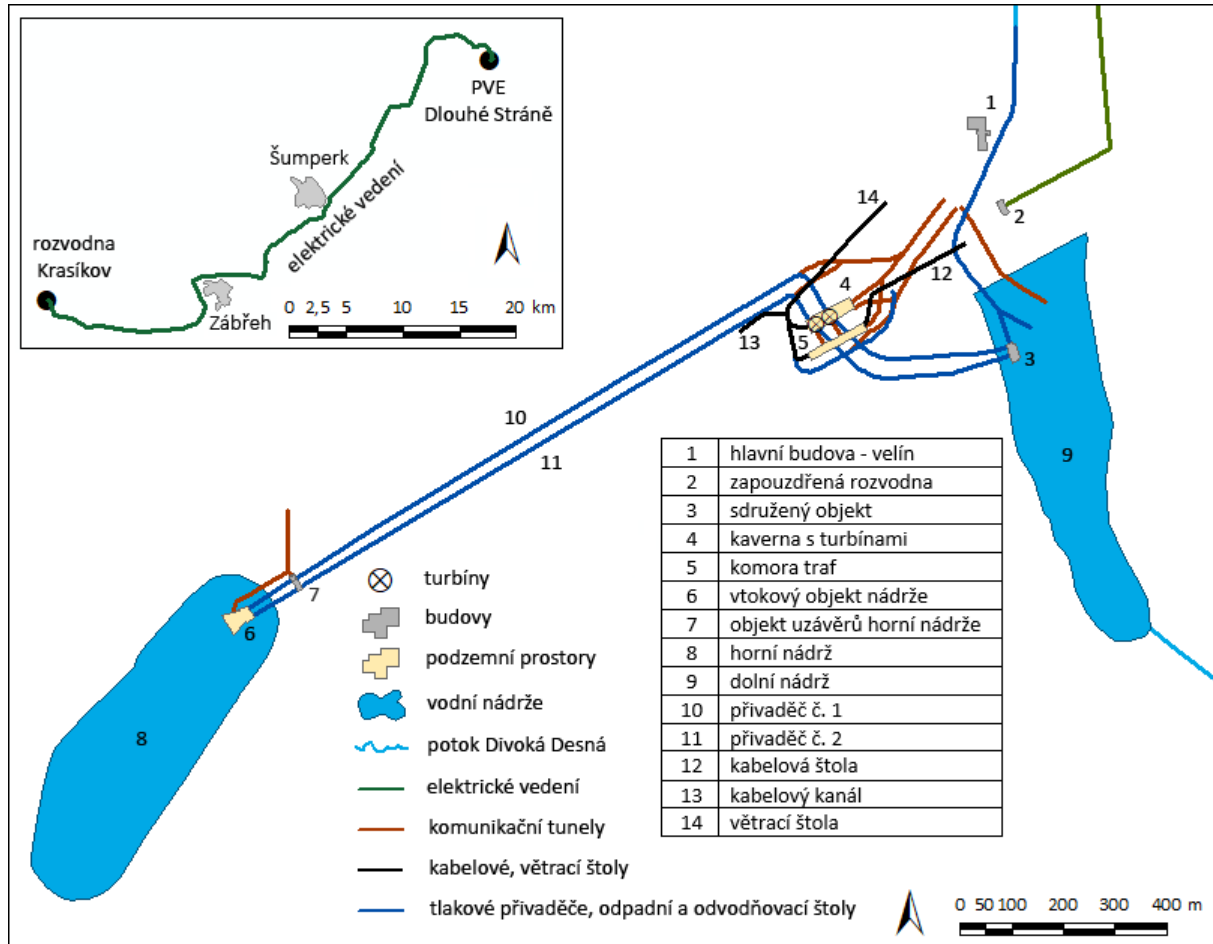 PVE
Dlouhé Stráně
Šumperk
elektrické vedení
rozvodna
Krasíkov
Zábřeh
0 2,5 5 10 15 20 km
1
2
14
12
4
5
13
3
10
11
9
7
6
8
1 hlavní budova - velín
2 zapouzdřená rozvodna
3 sdružený objekt
4 kaverna s turbínami
5 komora traf
6 vtokový objekt nádrže
7 objekt uzávěrů horní nádrže
8 horní nádrž
9 dolní nádrž
10 přivaděč č. 1
11 přivaděč č. 2
12 kabelová štola
13 kabelový kanál
14 větrací štola
turbíny
budovy
podzemní prostory
vodní nádrže
potok Divoká Desná
elektrické vedení
komunikační tunely
kabelové, větrací štoly
tlakové přivaděče, odpadní a odvodňovací štoly
0 50 100 200 300 400 m